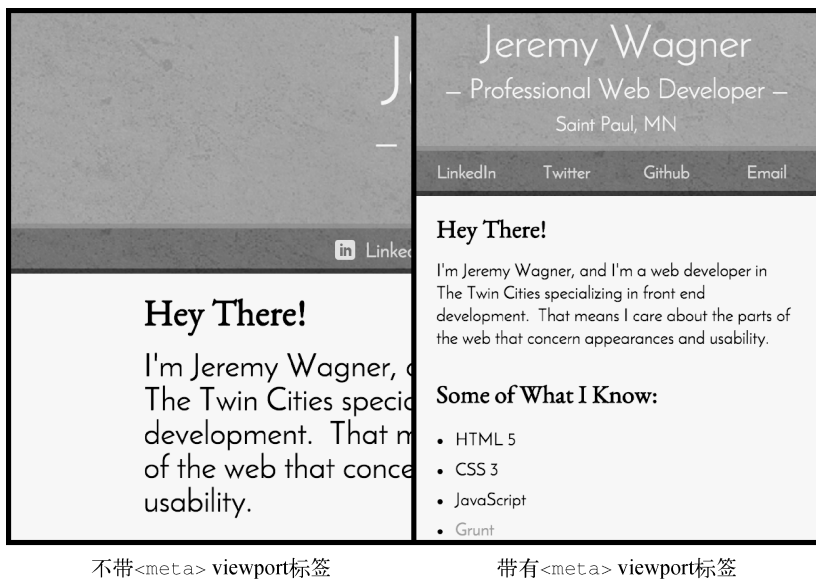 J
–
in Linked
Hey There!
I'm Jeremy Wagner,
The Twin Cities specia
development.  That m
of the web that conce
usability.
Jeremy Wagner
– Professional Web Developer –
Saint Paul, MN
LinkedIn Twitter Github Email
Hey There!
I'm Jeremy Wagner, and I'm a web developer in
The Twin Cities specializing in front end
development.  That means I care about the parts of
the web that concern appearances and usability.
Some of What I Know:
• HTML 5
• CSS 3
• JavaScript
• Grunt
不带<meta> viewport标签
带有<meta> viewport标签